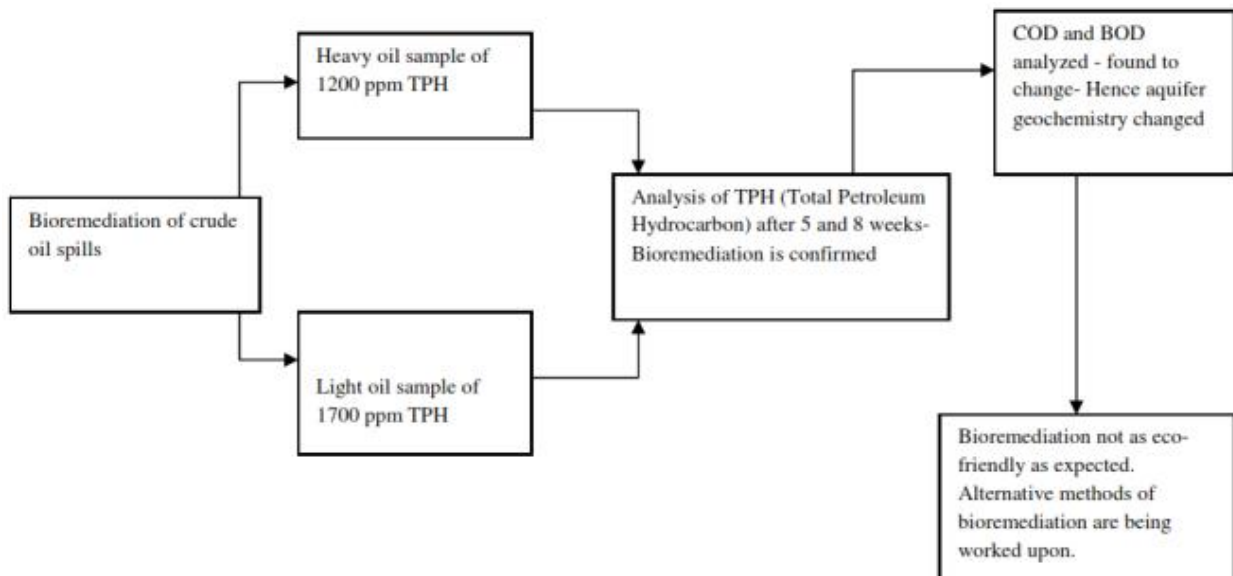 Bioremediation of crude
oil spills
Heavy oil sample of
1200 ppm TPH
Light oil sample of
1700 ppm TPH
Analysis of TPH (Total Petroleum
Hydrocarbon) after 5 and 8 weeks-
Bioremediation is confirmed
COD and BOD
analyzed - found to
change- Hence aquifer
geochemistry changed
Bioremediation not as eco-
friendly as expected.
Alternative methods of
bioremediation are being
worked upon.